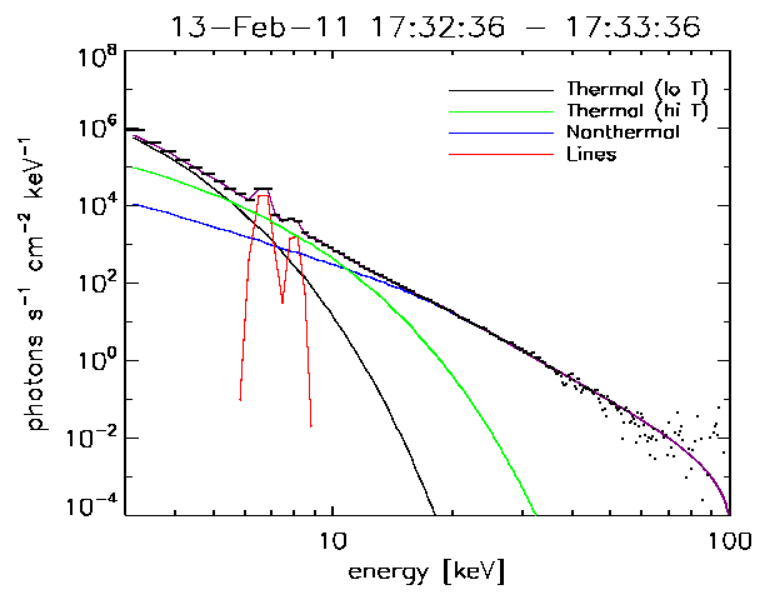 13-Feb-11 17:32:36 - 17:33:36
10^8
10^6
10^4
10^2
10^0
10^-2
10^-4
photons s^-1 cm^-2 keV^-1
Thermal (lo T)
Thermal (hi T)
Nonthermal
Lines
10
100
energy [keV]